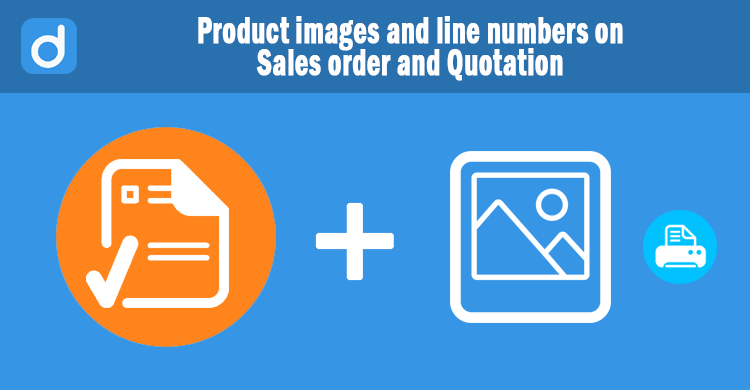 d
Product images and line numbers on
Sales order and Quotation